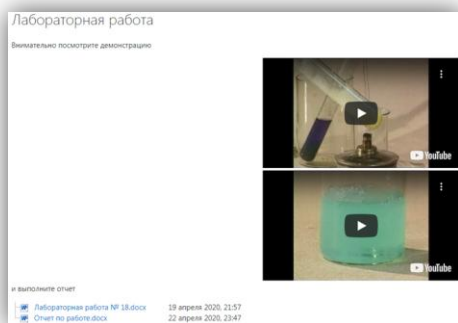 Лабораторная работа
Внимательно посмотрите демонстрацию
YouTube
YouTube
и выполните отчет
Лабораторная работа № 18.docx 19 апреля 2020, 21:57
Отчет по работе.docx 22 апреля 2020, 23:47